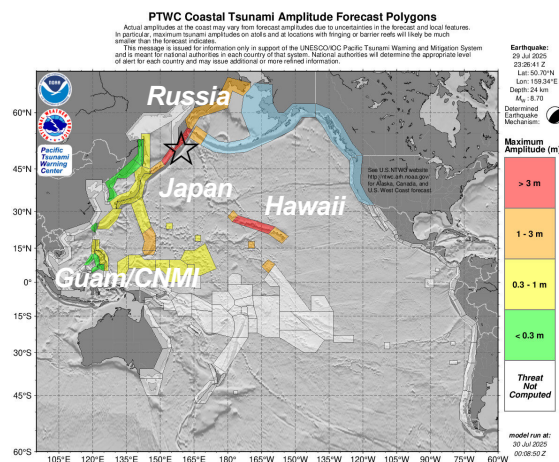 PTWC Coastal Tsunami Amplitude Forecast Polygons
Actual amplitudes at the coast may vary from forecast amplitudes due to uncertainties in the forecast and local features.
In particular, maximum tsunami amplitudes on atolls and at locations with fringing or barrier reefs will likely be much
smaller than the forecast indicates.
This message is issued for information only in support of the UNESCO/IOC Pacific Tsunami Warning and Mitigation System
and is meant for national authorities in each country of that system. National authorities will determine the appropriate level
of alert for each country and may issue additional or more refined information.
Earthquake:
29 Jul 2025
23:26:41 Z
Lat: 50.70°N
Lon: 159.34°E
Depth: 24 km
Mw: 8.70
Determined
Earthquake
Mechanism:
Maximum
Amplitude (m)
> 3 m
1 - 3 m
0.3 - 1 m
< 0.3 m
Threat
Not
Computed
model run at:
30 Jul 2025
00:08:50 Z
Pacific
Tsunami
Warning
Center
Russia
Japan
Hawaii
Guam/CNMI
See U.S. NTWC website
http://ntwc.arh.noaa.gov/
for Alaska, Canada, and
U.S. West Coast forecast.
60°N
45°N
30°N
15°N
0°
15°S
30°S
45°S
60°S
105°E 120°E 135°E 150°E 165°E 180° 165°W 150°W 135°W 120°W 105°W 90°W 75°W 60°W